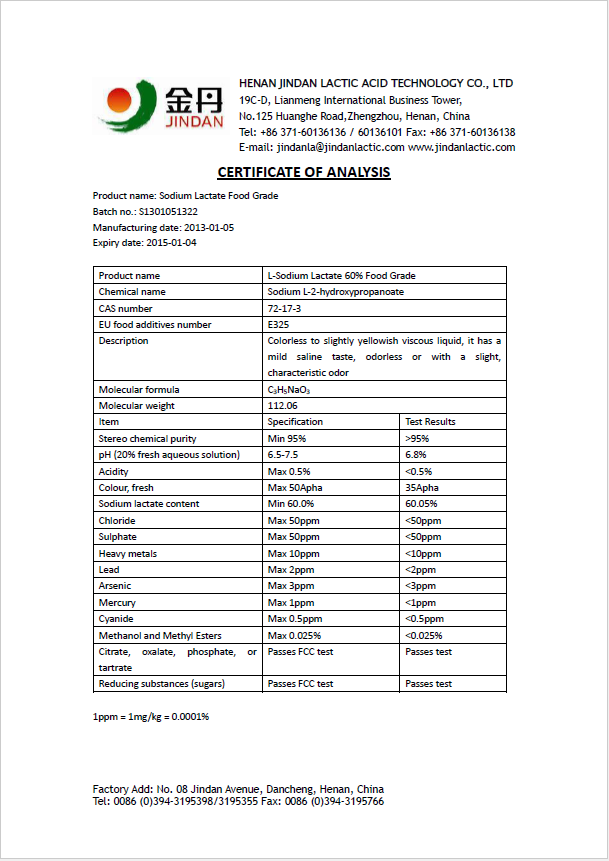 金丹
JINDAN
HENAN JINDAN LACTIC ACID TECHNOLOGY CO., LTD
19C-D, Lianmeng International Business Tower,
No.125 Huanghe Road,Zhengzhou, Henan, China
Tel: +86 371-60136136 / 60136101 Fax: +86 371-60136138
E-mail: jindanla@jindanlactic.com www.jindanlactic.com
CERTIFICATE OF ANALYSIS
Product name: Sodium Lactate Food Grade
Batch no.: S1301051322
Manufacturing date: 2013-01-05
Expiry date: 2015-01-04
Product name L-Sodium Lactate 60% Food Grade
Chemical name Sodium L-2-hydroxypropanoate
CAS number 72-17-3
EU food additives number E325
Description Colorless to slightly yellowish viscous liquid, it has a
mild saline taste, odorless or with a slight,
characteristic odor
Molecular formula C₃H₅NaO₃
Molecular weight 112.06
Item Specification Test Results
Stereo chemical purity Min 95% >95%
pH (20% fresh aqueous solution) 6.5-7.5 6.8%
Acidity Max 0.5% <0.5%
Colour, fresh Max 50Apha 35Apha
Sodium lactate content Min 60.0% 60.05%
Chloride Max 50ppm <50ppm
Sulphate Max 50ppm <50ppm
Heavy metals Max 10ppm <10ppm
Lead Max 2ppm <2ppm
Arsenic Max 3ppm <3ppm
Mercury Max 1ppm <1ppm
Cyanide Max 0.5ppm <0.5ppm
Methanol and Methyl Esters Max 0.025% <0.025%
Citrate, oxalate, phosphate, or Passes FCC test Passes test
tartrate
Reducing substances (sugars) Passes FCC test Passes test
1ppm = 1mg/kg = 0.0001%
Factory Add: No. 08 Jindan Avenue, Dancheng, Henan, China
Tel: 0086 (0)394-3195398/3195355 Fax: 0086 (0)394-3195766